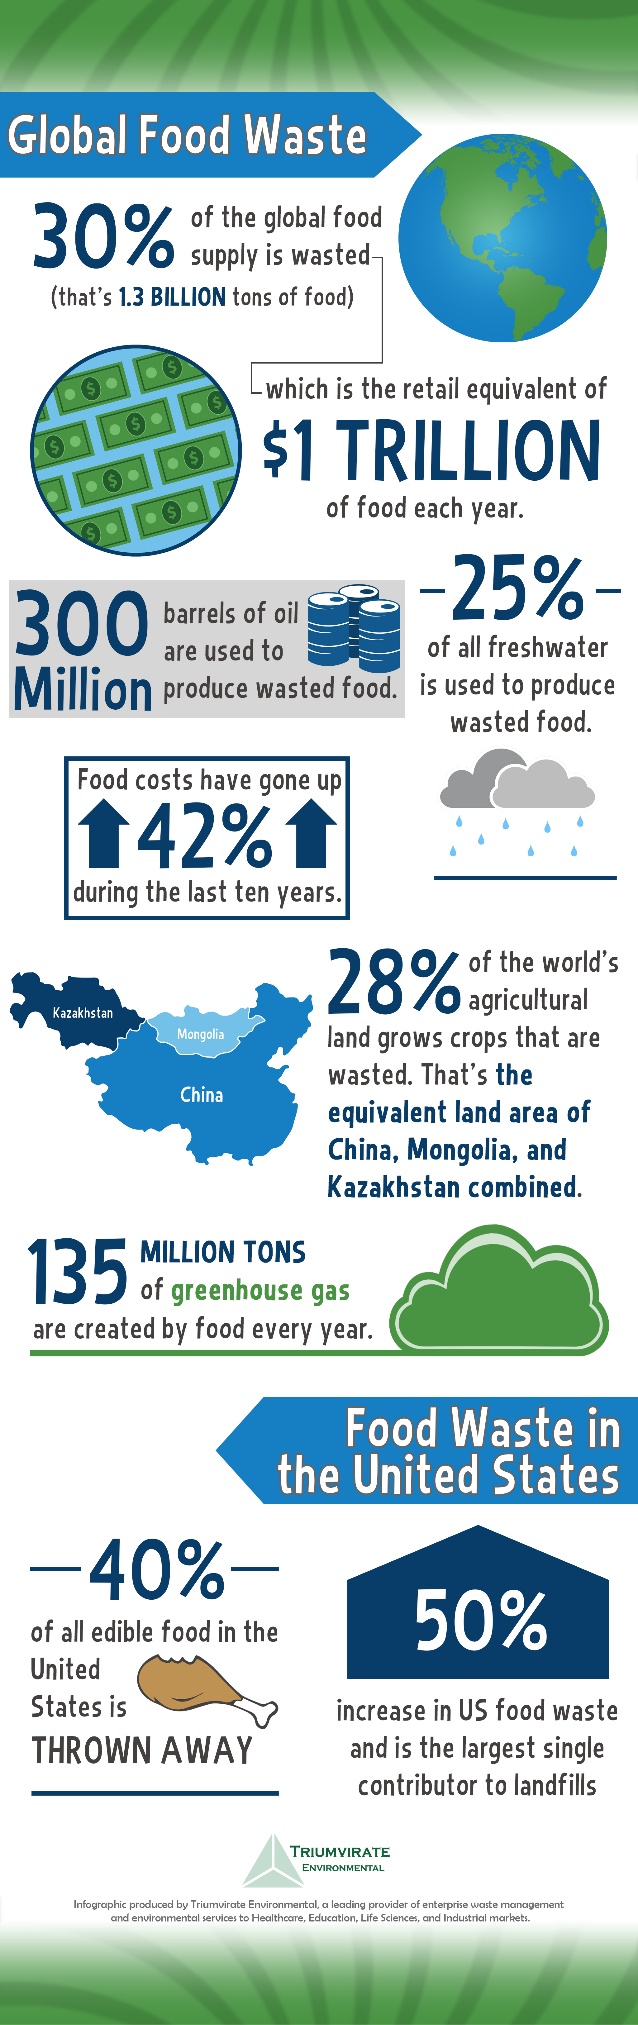 Global Food Waste
30% of the global food
supply is wasted
(that's 1.3 BILLION tons of food)
which is the retail equivalent of
$1 TRILLION
of food each year.
300
Million
barrels of oil
are used to
produce wasted food.
25%
of all freshwater
is used to produce
wasted food.
Food costs have gone up
42%
during the last ten years.
Kazakhstan
Mongolia
China
28% of the world's
agricultural
land grows crops that are
wasted. That's the
equivalent land area of
China, Mongolia, and
Kazakhstan combined.
135 MILLION TONS
of greenhouse gas
are created by food every year.
Food Waste in
the United States
40%
of all edible food in the
United
States is
THROWN AWAY
50%
increase in US food waste
and is the largest single
contributor to landfills
TRIUMVIRATE
ENVIRONMENTAL
Infographic produced by Triumvirate Environmental, a leading provider of enterprise waste management
and environmental services to Healthcare, Education, Life Sciences, and Industrial markets.